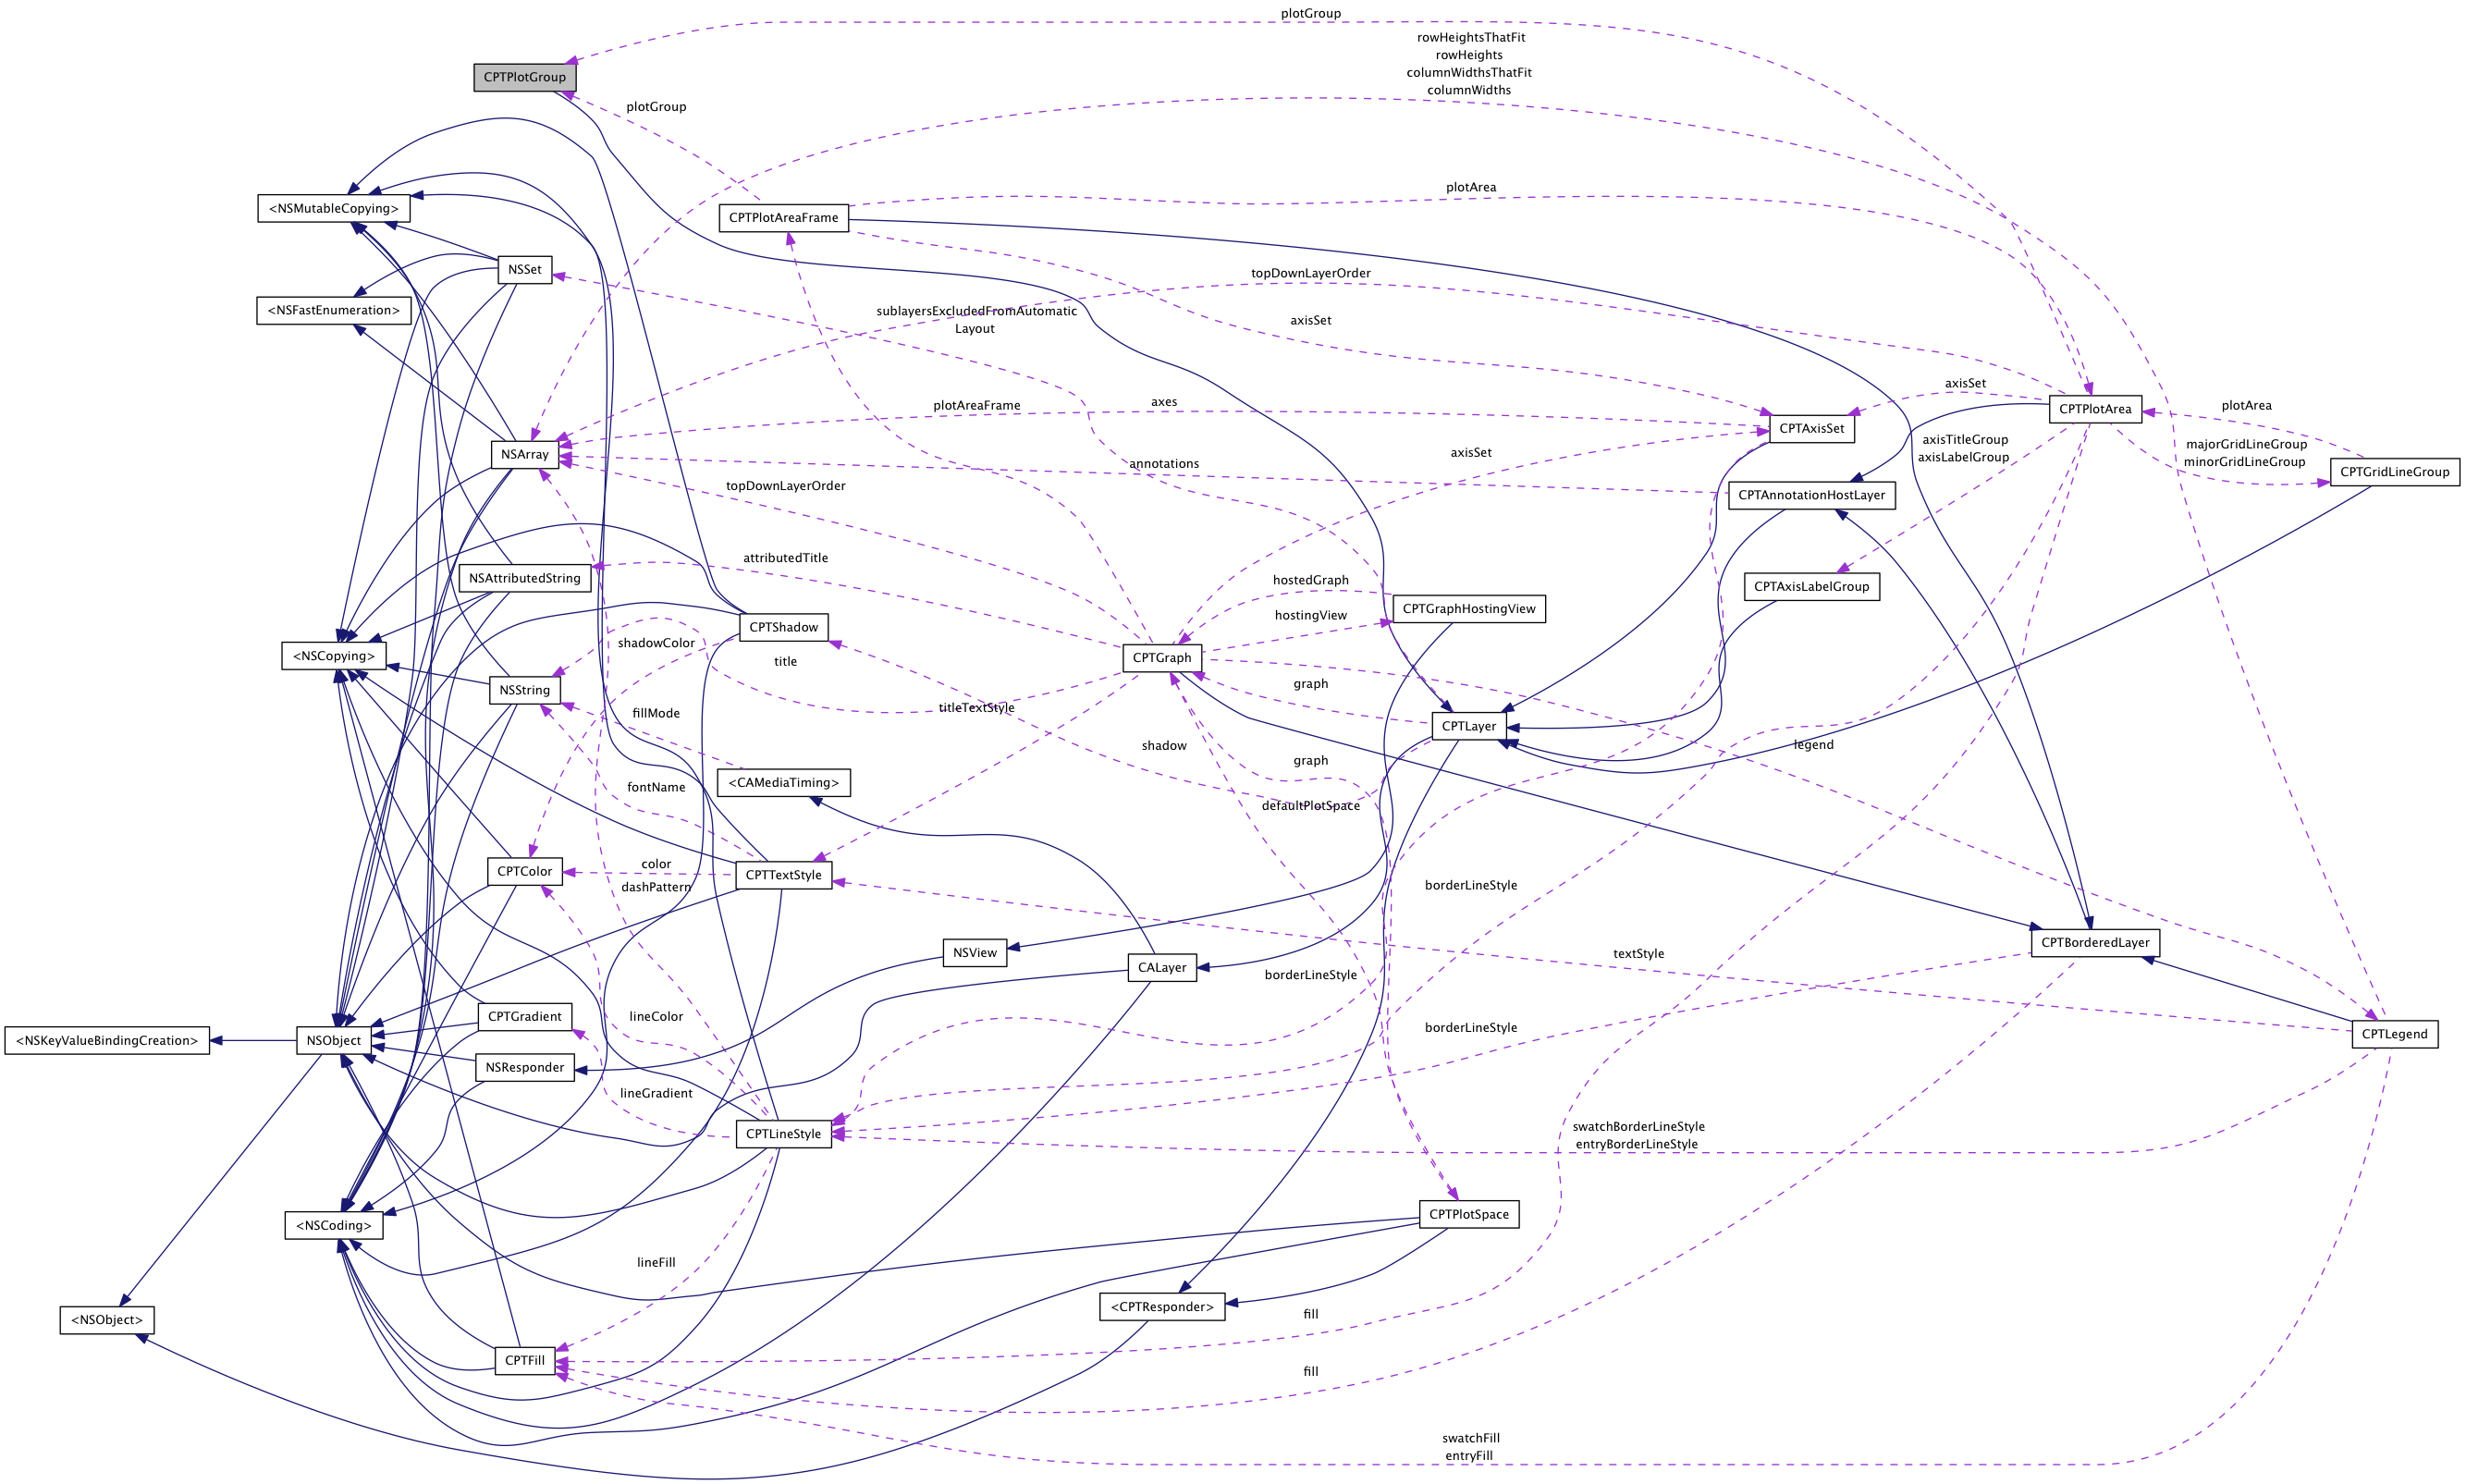 plotGroup
rowHeightsThatFit
rowHeights
columnWidthsThatFit
columnWidths
CPTPlotGroup
plotGroup
<NSMutableCopying>
CPTPlotAreaFrame
plotArea
NSSet
topDownLayerOrder
<NSFastEnumeration>
sublayersExcludedFromAutomatic
Layout
axisSet
axisSet
plotAreaFrame
axes
CPTPlotArea
plotArea
CPTAxisSet
axisTitleGroup
axisLabelGroup
majorGridLineGroup
minorGridLineGroup
NSArray
axisSet
annotations
CPTGridLineGroup
topDownLayerOrder
CPTAnnotationHostLayer
attributedTitle
NSAttributedString
hostedGraph
CPTAxisLabelGroup
CPTGraphHostingView
hostingView
CPTShadow
shadowColor
<NSCopying>
title
CPTGraph
NSString
graph
fillMode
titleTextStyle
CPTLayer
shadow
legend
graph
<CAMediaTiming>
fontName
defaultPlotSpace
color
CPTColor
CPTTextStyle
dashPattern
borderLineStyle
NSView
CPTBorderedLayer
textStyle
CALayer
borderLineStyle
lineColor
CPTGradient
borderLineStyle
<NSKeyValueBindingCreation>
NSObject
CPTLegend
NSResponder
lineGradient
CPTLineStyle
swatchBorderLineStyle
entryBorderLineStyle
CPTPlotSpace
<NSCoding>
lineFill
<NSObject>
<CPTResponder>
fill
CPTFill
fill
swatchFill
entryFill